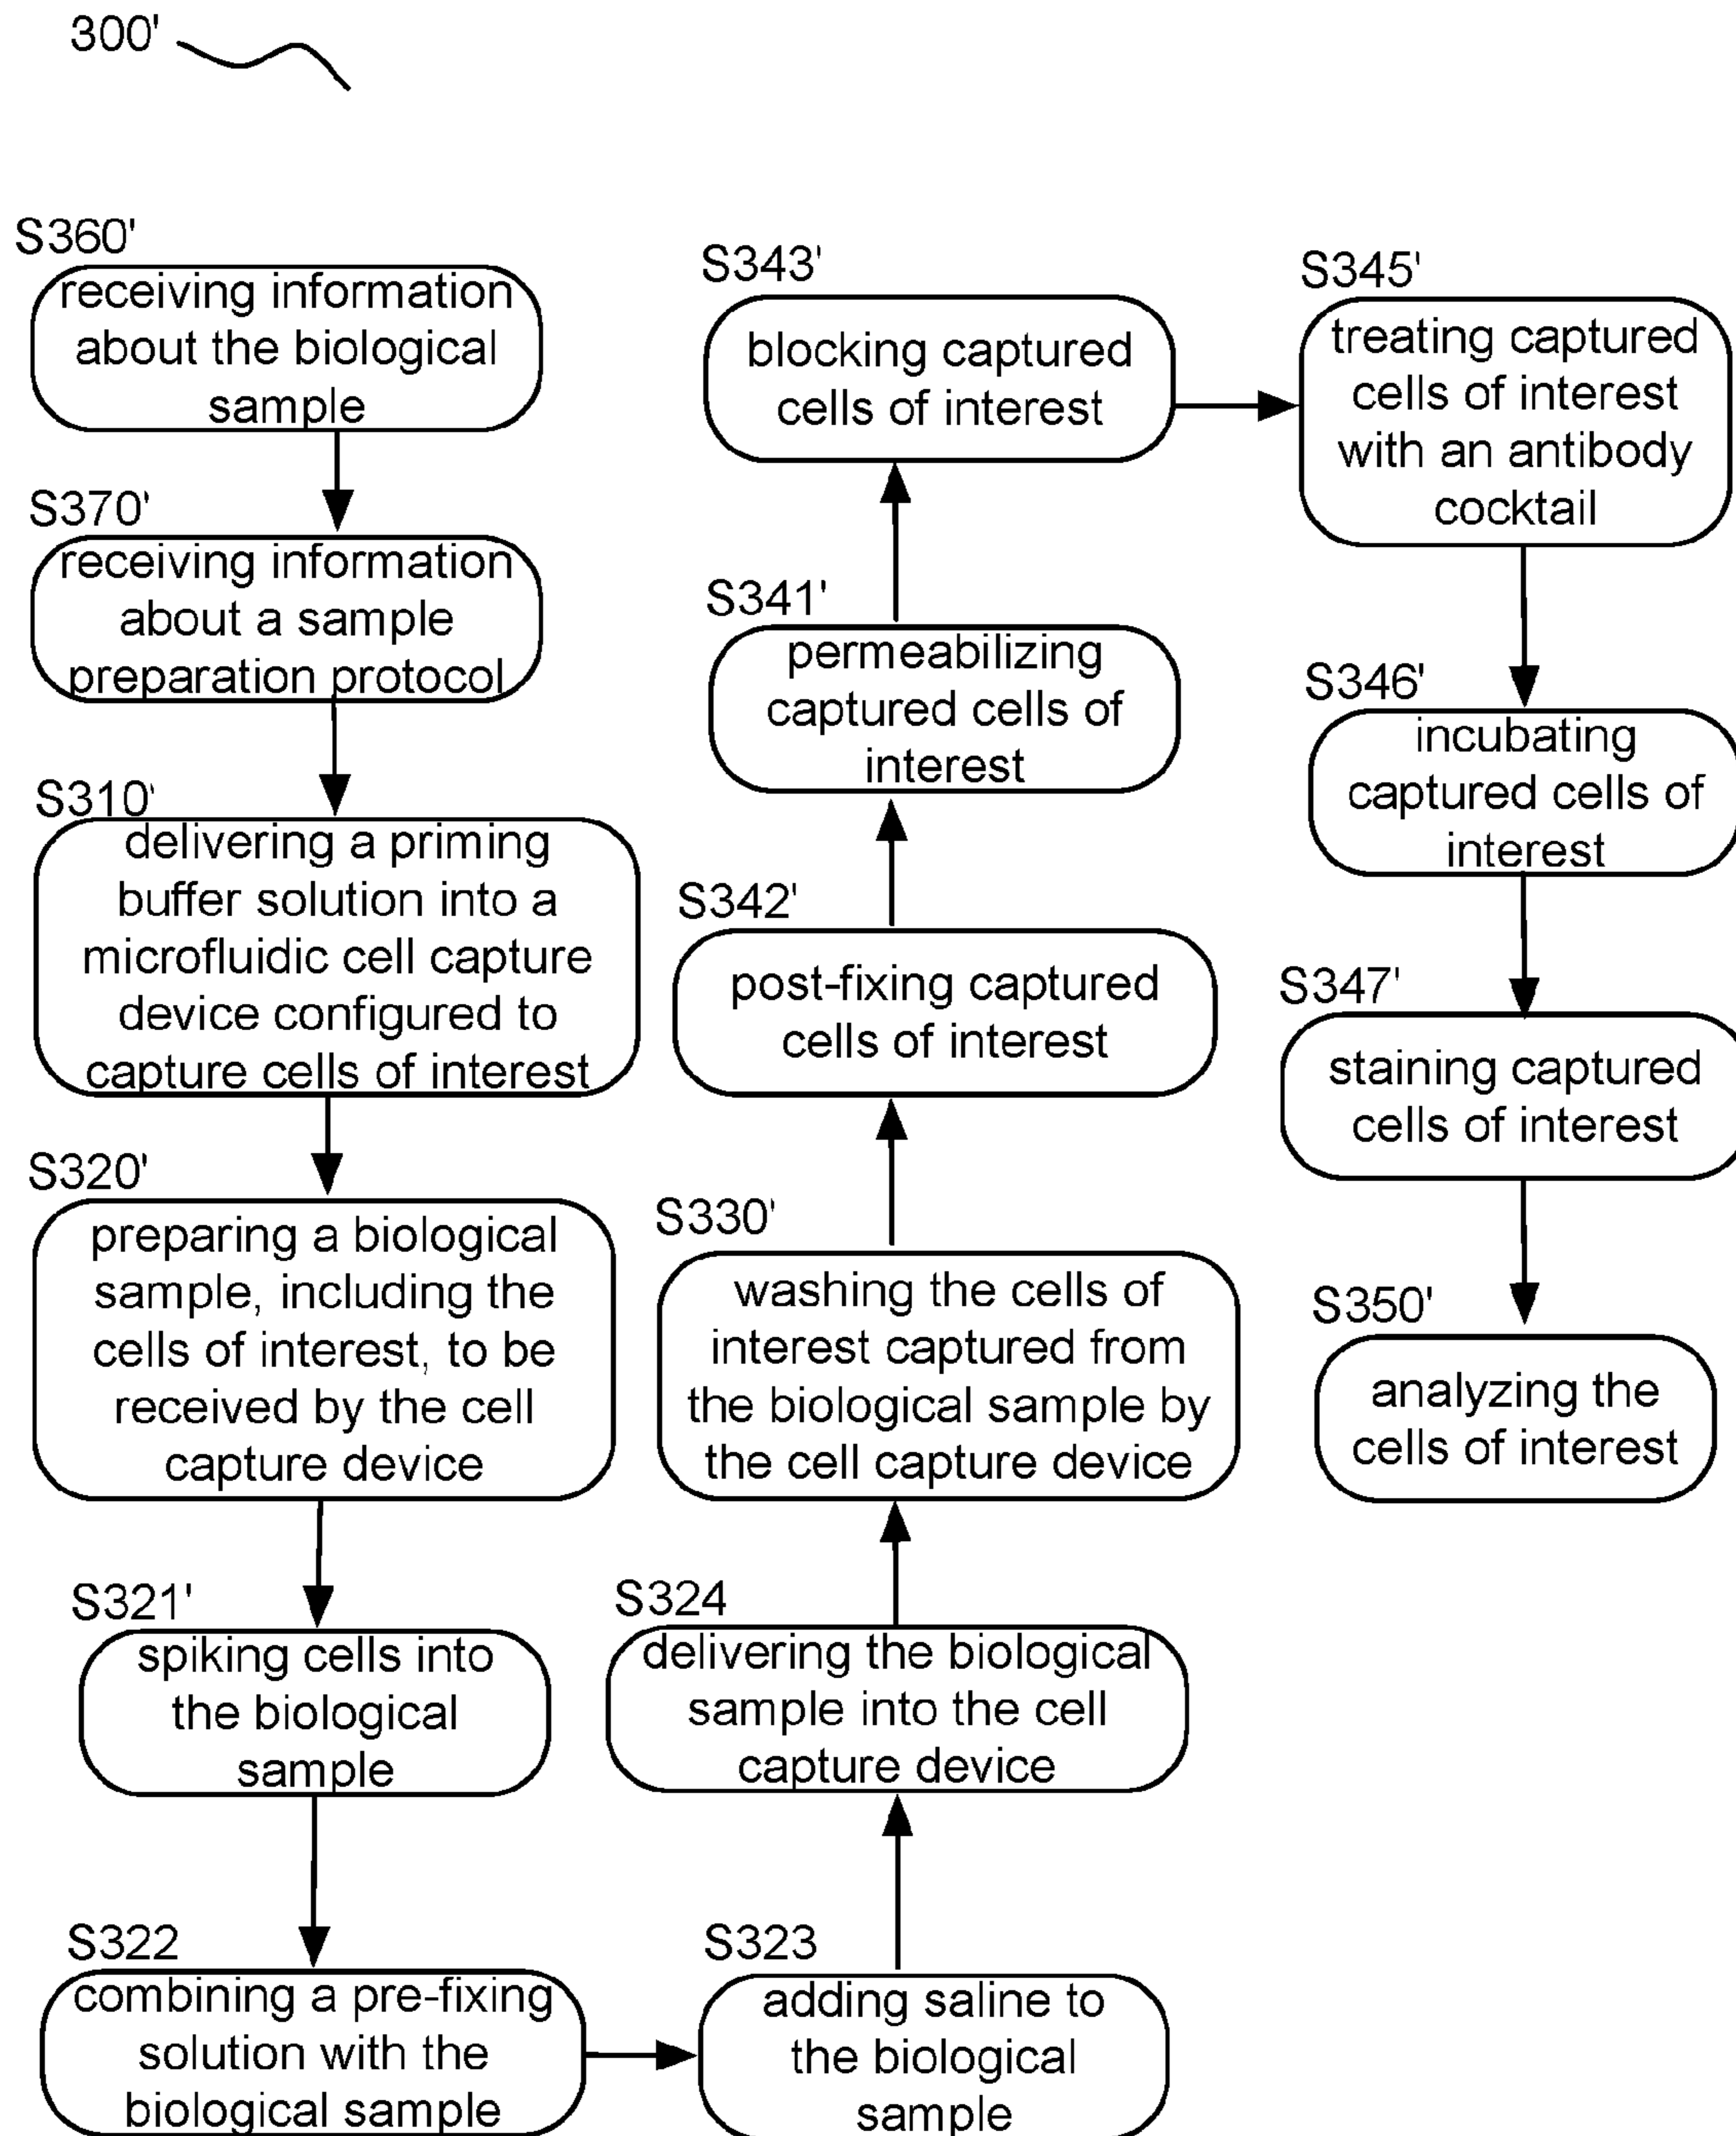 300'
S360'
receiving information
about the biological
sample
S370'
receiving information
about a sample
preparation protocol
S310'
delivering a priming
buffer solution into a
microfluidic cell capture
device configured to
capture cells of interest
S320'
preparing a biological
sample, including the
cells of interest, to be
received by the cell
capture device
S321'
spiking cells into
the biological
sample
S322
combining a pre-fixing
solution with the
biological sample
S323
adding saline to
the biological
sample
S324
delivering the biological
sample into the cell
capture device
S330'
washing the cells of
interest captured from
the biological sample by
the cell capture device
S342'
post-fixing captured
cells of interest
S341'
permeabilizing
captured cells of
interest
S343'
blocking captured
cells of interest
S345'
treating captured
cells of interest
with an antibody
cocktail
S346'
incubating
captured cells of
interest
S347'
staining captured
cells of interest
S350'
analyzing the
cells of interest